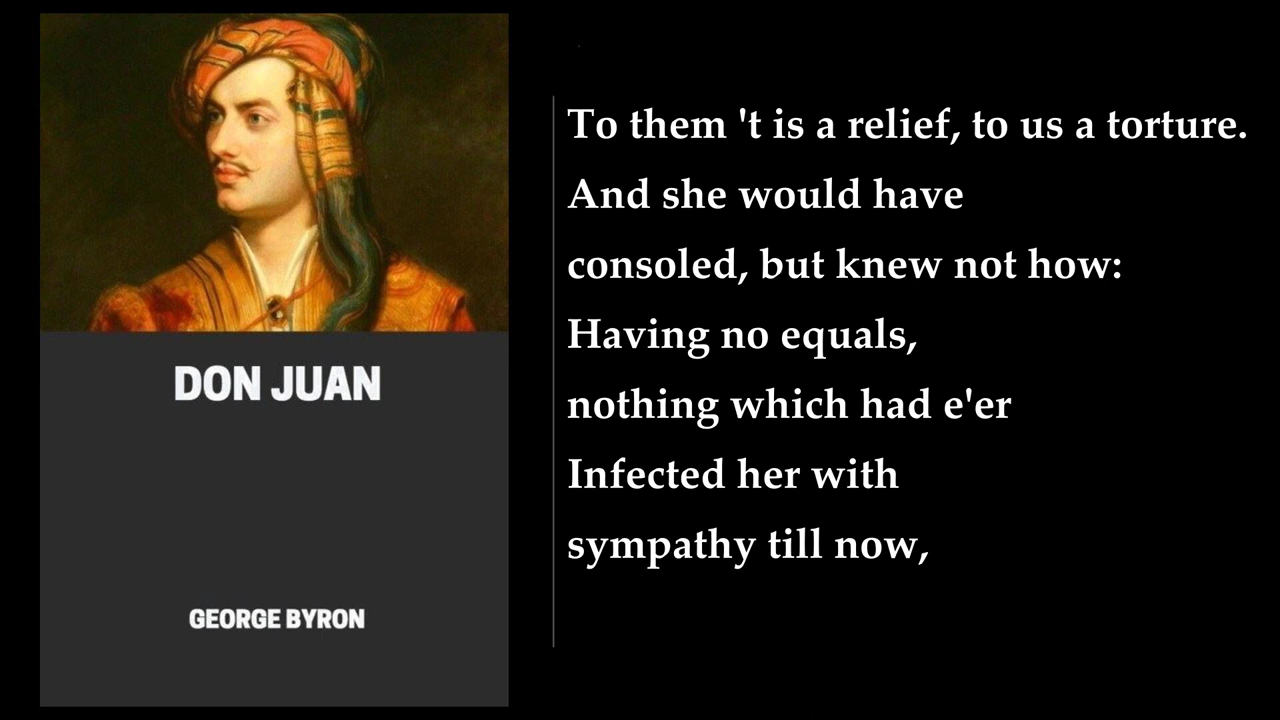 DON JUAN
GEORGE BYRON
To them 't is a relief, to us a torture.
And she would have
consoled, but knew not how:
Having no equals,
nothing which had e'er
Infected her with
sympathy till now,